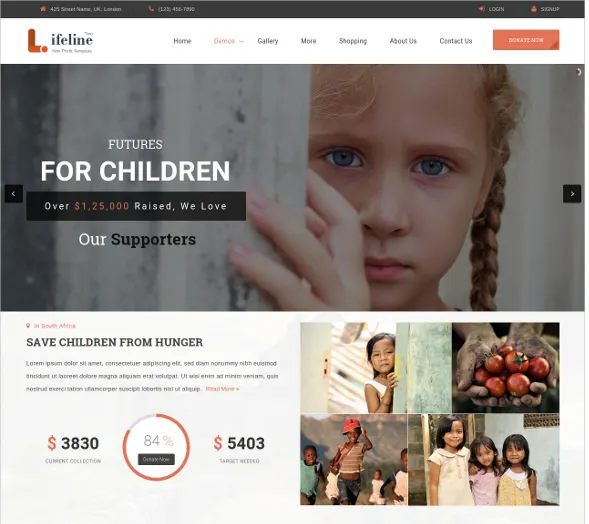 425 Street Name, UK, London (123) 456-7890 LOGIN SIGNUP
Lifeline Two
Non Profit Template
Home Demos Gallery More Shopping About Us Contact Us DONATE NOW
FUTURES
FOR CHILDREN
Over $1,25,000 Raised, We Love
Our Supporters
In South Africa
SAVE CHILDREN FROM HUNGER
Lorem ipsum dolor sit amet, consectetuer adipiscing elit, sed diam nonummy nibh euismod
tincidunt ut laoreet dolore magna aliquam erat volutpat. Ut wisi enim ad minim veniam, quis
nostrud exerci tation ullamcorper suscipit lobortis nisl ut aliquip. Read More »
$ 3830
CURRENT COLLECTION
84 %
Donate Now
$ 5403
TARGET NEEDED